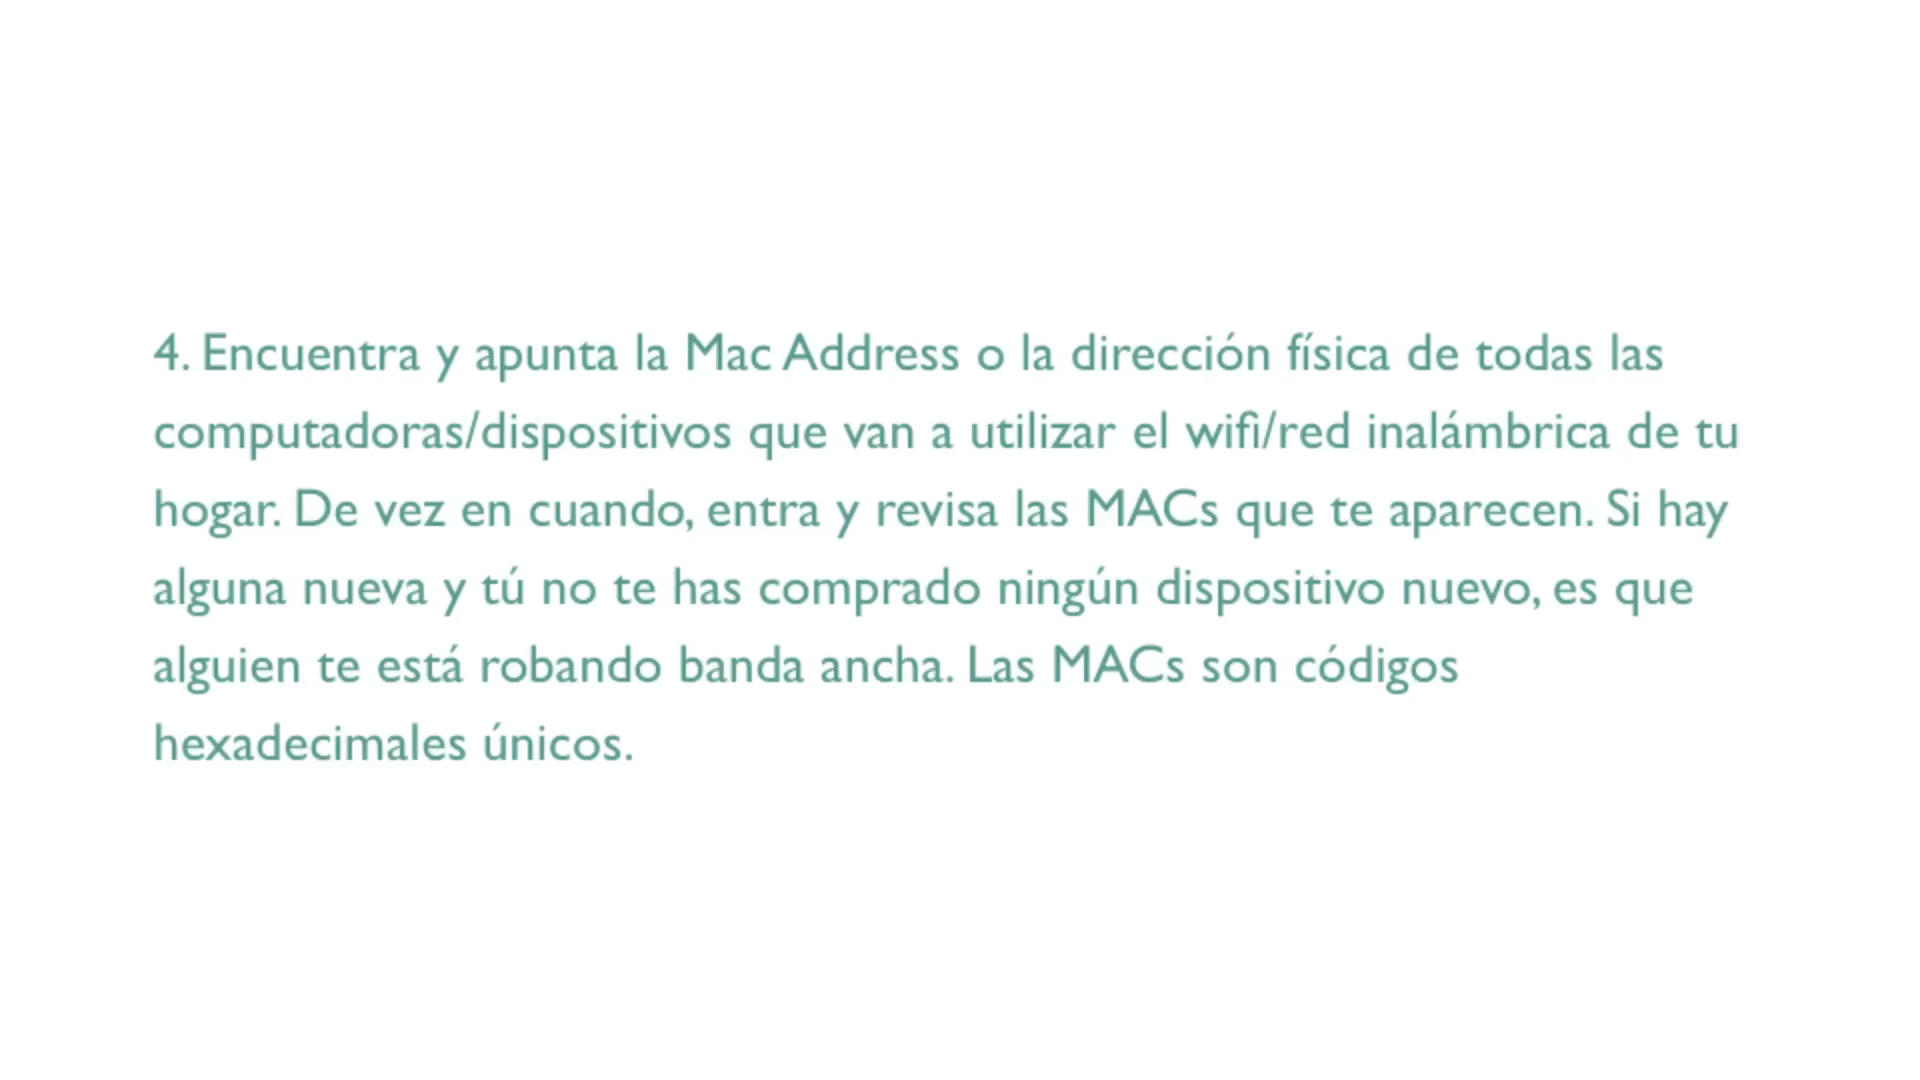 4. Encuentra y apunta la Mac Address o la dirección física de todas las
computadoras/dispositivos que van a utilizar el wifi/red inalámbrica de tu
hogar. De vez en cuando, entra y revisa las MACs que te aparecen. Si hay
alguna nueva y tú no te has comprado ningún dispositivo nuevo, es que
alguien te está robando banda ancha. Las MACs son códigos
hexadecimales únicos.